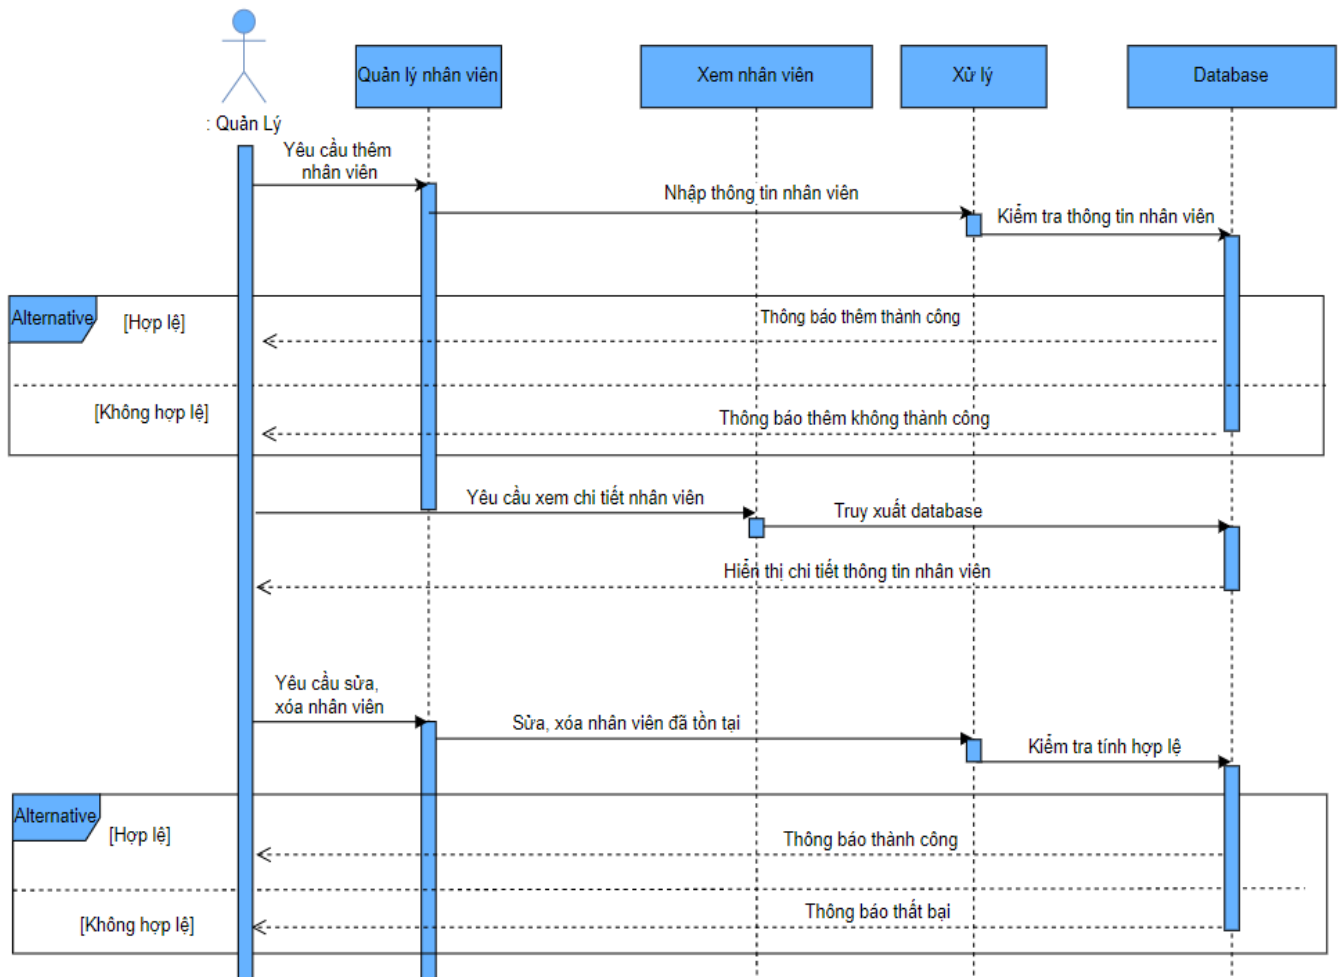 Quản lý nhân viên
Xem nhân viên
Xử lý
Database
: Quản Lý
Yêu cầu thêm
nhân viên
Nhập thông tin nhân viên
Kiểm tra thông tin nhân viên
Alternative
[Hợp lệ]
Thông báo thêm thành công
[Không hợp lệ]
Thông báo thêm không thành công
Yêu cầu xem chi tiết nhân viên
Truy xuất database
Hiển thị chi tiết thông tin nhân viên
Yêu cầu sửa,
xóa nhân viên
Sửa, xóa nhân viên đã tồn tại
Kiểm tra tính hợp lệ
Alternative
[Hợp lệ]
Thông báo thành công
[Không hợp lệ]
Thông báo thất bại